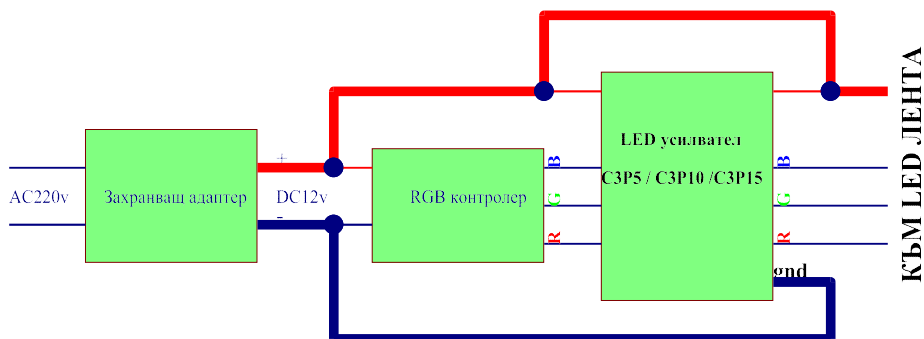 AC220v
Захранващ адаптер
+
DC12v
-
RGB контролер
B
G
R
LED усилвател
C3P5 / C3P10 /C3P15
B
G
R
gnd
КЪМ LED ЛЕНТА